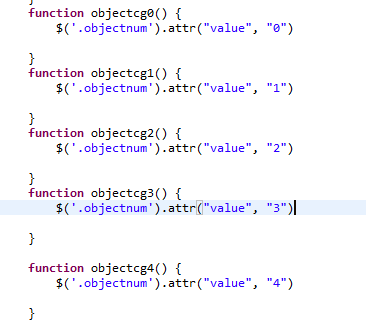 }
function objectcg0() {
$('.objectnum').attr("value", "0")
}
function objectcg1() {
$('.objectnum').attr("value", "1")
}
function objectcg2() {
$('.objectnum').attr("value", "2")
}
function objectcg3() {
$('.objectnum').attr("value", "3")
}
function objectcg4() {
$('.objectnum').attr("value", "4")
}